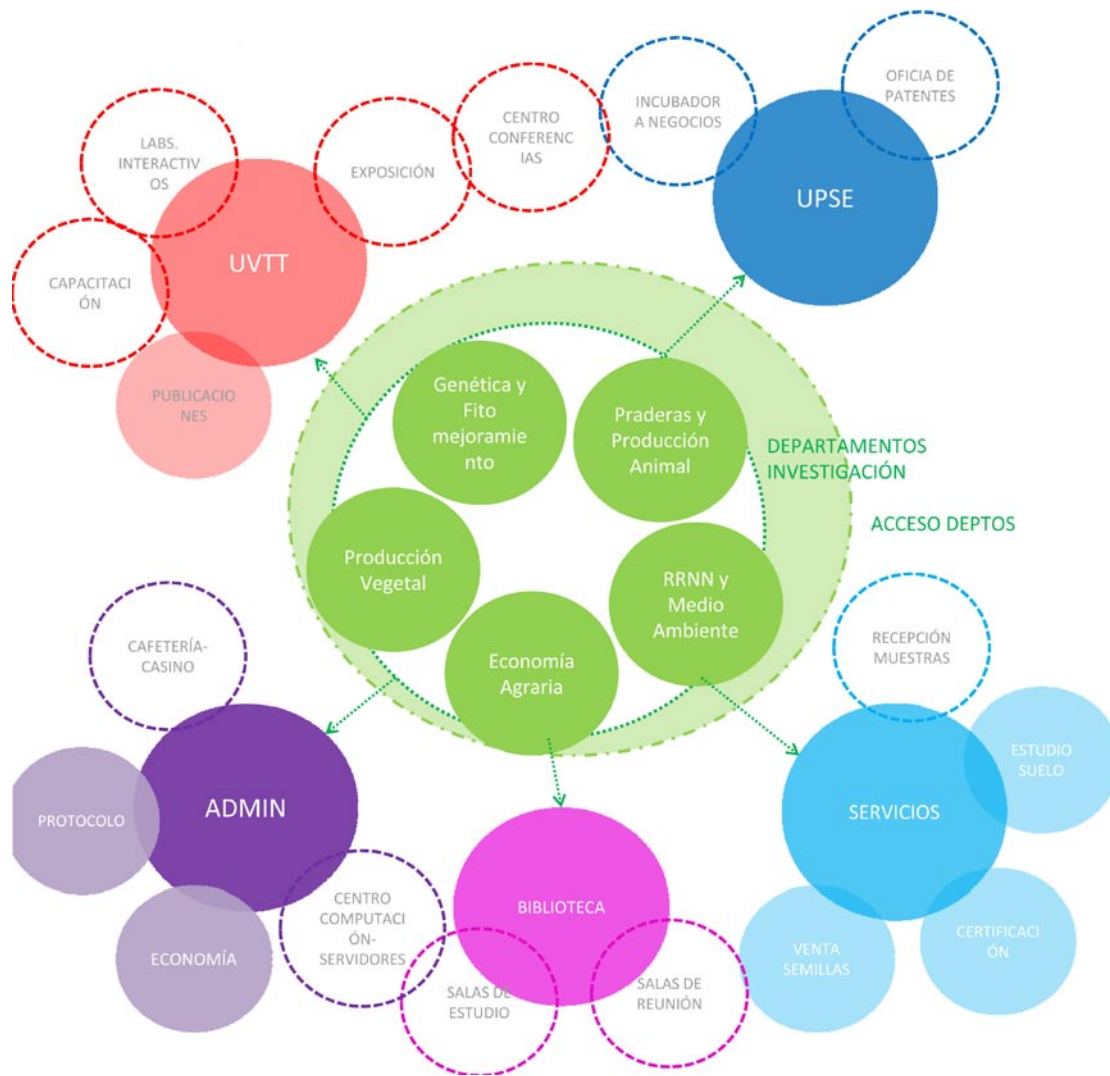 OFICIA DE
PATENTES
INCUBADOR
A NEGOCIOS
CENTRO
CONFERENC
IAS
LABS.
INTERACTIV
OS
EXPOSICIÓN
UPSE
UVTT
CAPACITACI
ÓN
PUBLICACIO
NES
Genética y
Fito
mejoramie
nto
Praderas y
Producción
Animal
DEPARTAMENTOS
INVESTIGACIÓN
ACCESO DEPTOS
Producción
Vegetal
RRNN y
Medio
Ambiente
Economía
Agraria
CAFETERÍA-
CASINO
RECEPCIÓN
MUESTRAS
ESTUDIO
SUELO
PROTOCOLO
ADMIN
SERVICIOS
BIBLIOTECA
CENTRO
COMPUTACI
ÓN-
SERVIDORES
ECONOMÍA
VENTA
SEMILLAS
CERTIFICACI
ÓN
SALAS DE
ESTUDIO
SALAS DE
REUNIÓN